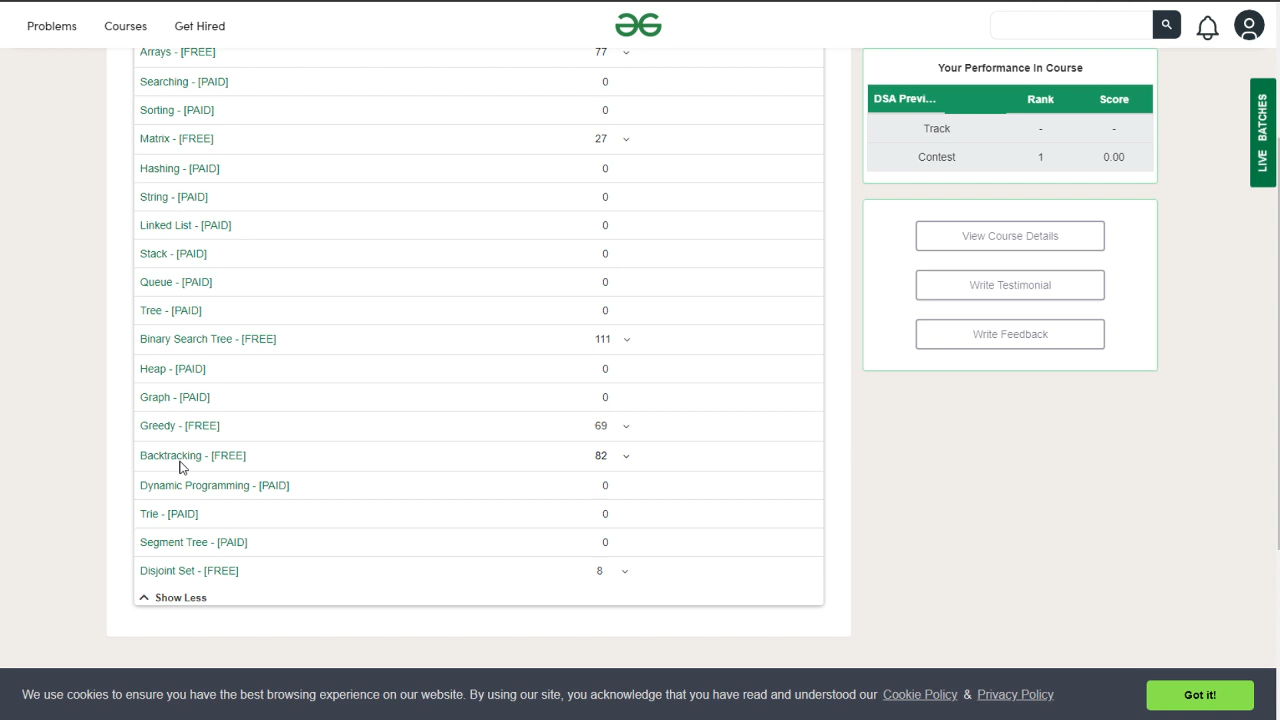 Problems Courses Get Hired
Arrays - [FREE] 77
Searching - [PAID] 0
Sorting - [PAID] 0
Matrix - [FREE] 27
Hashing - [PAID] 0
String - [PAID] 0
Linked List - [PAID] 0
Stack - [PAID] 0
Queue - [PAID] 0
Tree - [PAID] 0
Binary Search Tree - [FREE] 111
Heap - [PAID] 0
Graph - [PAID] 0
Greedy - [FREE] 69
Backtracking - [FREE] 82
Dynamic Programming - [PAID] 0
Trie - [PAID] 0
Segment Tree - [PAID] 0
Disjoint Set - [FREE] 8
Show Less
Your Performance In Course
DSA Previ... Rank Score
Track - -
Contest 1 0.00
View Course Details
Write Testimonial
Write Feedback
LIVE BATCHES
We use cookies to ensure you have the best browsing experience on our website. By using our site, you acknowledge that you have read and understood our Cookie Policy & Privacy Policy
Got it!